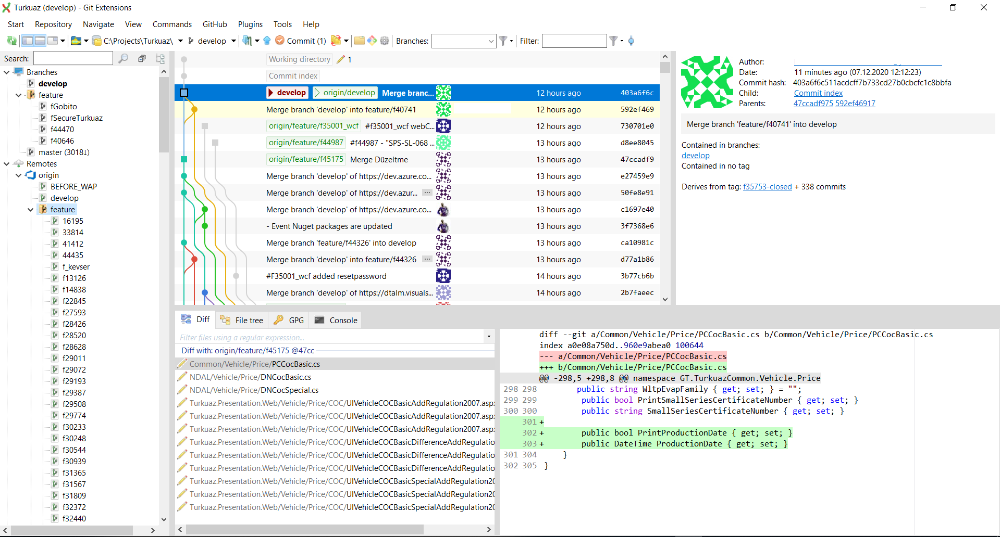 Turkuaz (develop) - Git Extensions
Start Repository Navigate View Commands GitHub Plugins Tools Help
C:\Projects\Turkuaz\ develop Commit (1) Branches: Filter:
Search:
Branches
develop
feature
fGobito
fSecureTurkuaz
f44470
f40646
master (3018↓)
Remotes
origin
BEFORE_WAP
develop
feature
16195
33814
41412
44435
f_kevser
f13126
f14838
f22845
f27593
f28426
f28520
f28628
f29011
f29072
f29193
f29387
f29508
f29774
f30233
f30248
f30544
f30939
f31365
f31567
f31809
f32372
f32440
Working directory 1
Commit index
develop origin/develop Merge branc... 12 hours ago 403a6f6c
Merge branch 'develop' into feature/f40741 12 hours ago 592ef469
origin/feature/f35001_wcf #f35001_wcf webC... 12 hours ago 730701e0
origin/feature/f44987 #f44987 - "SPS-SL-068 ... 13 hours ago d8ee8045
origin/feature/f45175 Merge Düzeltme 13 hours ago 47ccadf9
Merge branch 'develop' of https://dev.azure.co... 13 hours ago e27459e9
Merge branch 'develop' of https://dev.azur... ... 13 hours ago 50fe8e91
Merge branch 'develop' of https://dev.azure.co... 13 hours ago c1697e40
- Event Nuget packages are updated 13 hours ago 3f7368e6
Merge branch 'feature/f44326' into develop 13 hours ago ca10981c
Merge branch 'develop' into feature/f44326 ... 13 hours ago d77a1b86
#F35001_wcf added resetpassword 14 hours ago 3b77cb6b
Merge branch 'develop' of https://dtalm.visuals... 14 hours ago 2b7faeec
Author:
Date: 11 minutes ago (07.12.2020 12:12:23)
Commit hash: 403a6f6c511acdcff7b733cd27b0cbcfc1c8bbfa
Child: Commit index
Parents: 47ccadf975 592ef46917
Merge branch 'feature/f40741' into develop
Contained in branches:
develop
Contained in no tag
Derives from tag: f35753-closed + 338 commits
Diff File tree GPG Console
Filter files using a regular expression...
Diff with: origin/feature/f45175 @47cc
Common/Vehicle/Price/PCCocBasic.cs
NDAL/Vehicle/Price/DNCocBasic.cs
NDAL/Vehicle/Price/DNCocSpecial.cs
Turkuaz.Presentation.Web/Vehicle/Price/COC/UIVehicleCOCBasicAddRegulation2007.asp
Turkuaz.Presentation.Web/Vehicle/Price/COC/UIVehicleCOCBasicAddRegulation2007.asp
Turkuaz.Presentation.Web/Vehicle/Price/COC/UIVehicleCOCBasicAddRegulation2007.asp
Turkuaz.Presentation.Web/Vehicle/Price/COC/UIVehicleCOCBasicDifferenceAddRegulatio
Turkuaz.Presentation.Web/Vehicle/Price/COC/UIVehicleCOCBasicDifferenceAddRegulatio
Turkuaz.Presentation.Web/Vehicle/Price/COC/UIVehicleCOCBasicDifferenceAddRegulatio
Turkuaz.Presentation.Web/Vehicle/Price/COC/UIVehicleCOCBasicSpecialAddRegulation20
Turkuaz.Presentation.Web/Vehicle/Price/COC/UIVehicleCOCBasicSpecialAddRegulation20
Turkuaz.Presentation.Web/Vehicle/Price/COC/UIVehicleCOCBasicSpecialAddRegulation20
diff --git a/Common/Vehicle/Price/PCCocBasic.cs b/Common/Vehicle/Price/PCCocBasic.cs
index a0e08a750d..960e9abea0 100644
--- a/Common/Vehicle/Price/PCCocBasic.cs
+++ b/Common/Vehicle/Price/PCCocBasic.cs
@@ -298,5 +298,8 @@ namespace GT.TurkuazCommon.Vehicle.Price
298 298 public string WltpEvapFamily { get; set; } = "";
299 299 public bool PrintSmallSeriesCertificateNumber { get; set; }
300 300 public string SmallSeriesCertificateNumber { get; set; }
301 +
302 + public bool PrintProductionDate { get; set; }
303 + public DateTime ProductionDate { get; set; }
301 304 }
302 305 }